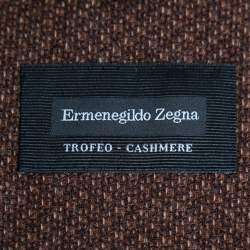 Ermenegildo Zegna
TROFEO - CASHMERE